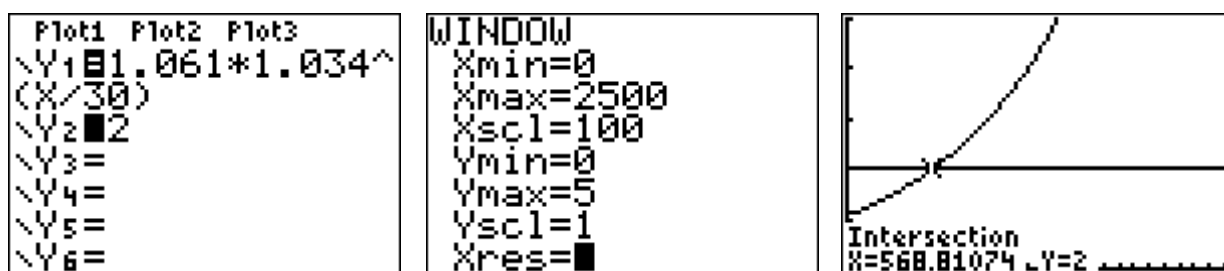 Plot1 Plot2 Plot3
\Y1=1.061*1.034^
(X/30)
\Y2=2
\Y3=
\Y4=
\Y5=
\Y6=
WINDOW
Xmin=0
Xmax=2500
Xscl=100
Ymin=0
Ymax=5
Yscl=1
Xres=
Intersection
X=568.81074 Y=2